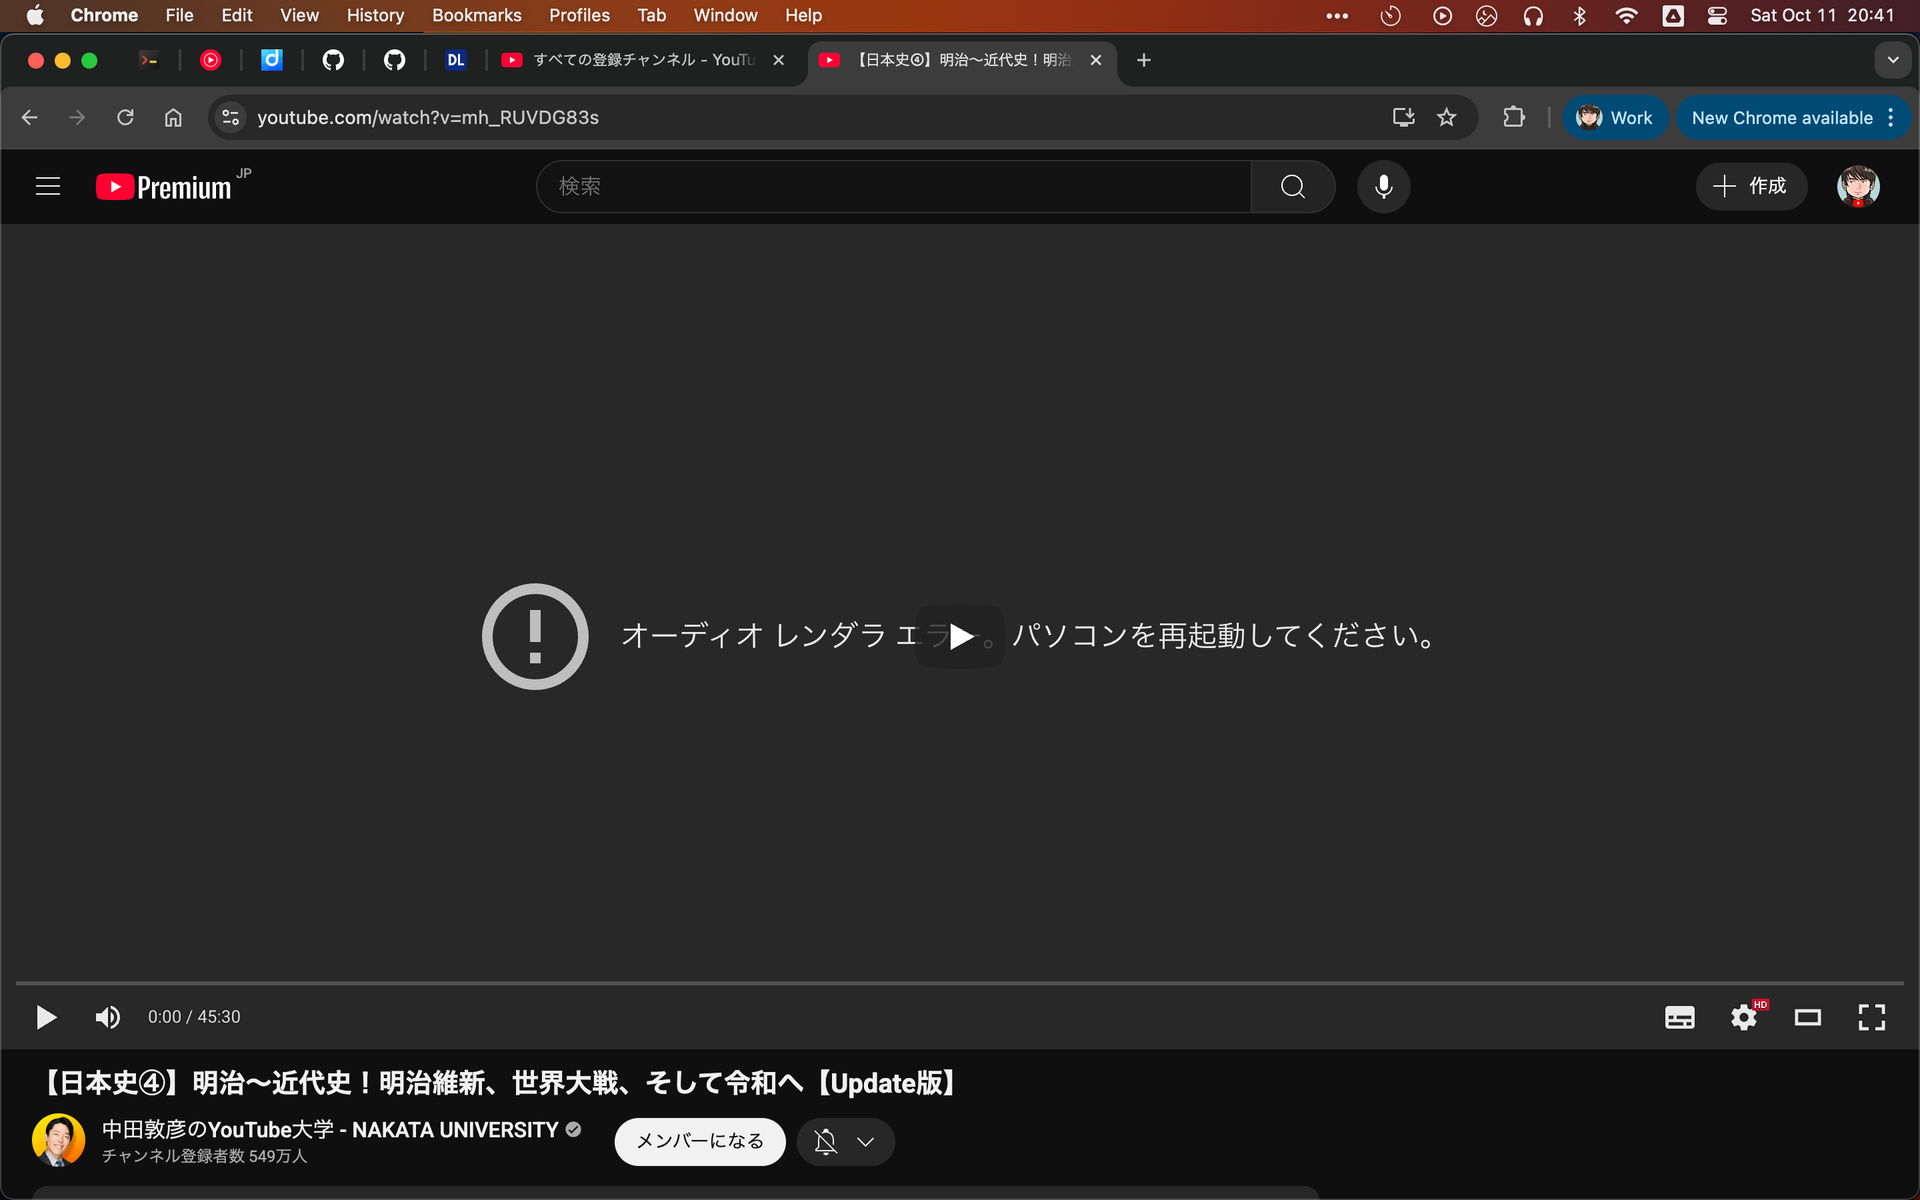 Chrome File Edit View History Bookmarks Profiles Tab Window Help Sat Oct 11 20:41
DL すべての登録チャンネル - YouTu 【日本史④】明治〜近代史！明治
youtube.com/watch?v=mh_RUVDG83s Work New Chrome available
Premium JP 検索 作成
オーディオ レンダラ エラー。パソコンを再起動してください。
0:00 / 45:30 HD
【日本史④】明治〜近代史！明治維新、世界大戦、そして令和へ【Update版】
中田敦彦のYouTube大学 - NAKATA UNIVERSITY
チャンネル登録者数 549万人
メンバーになる